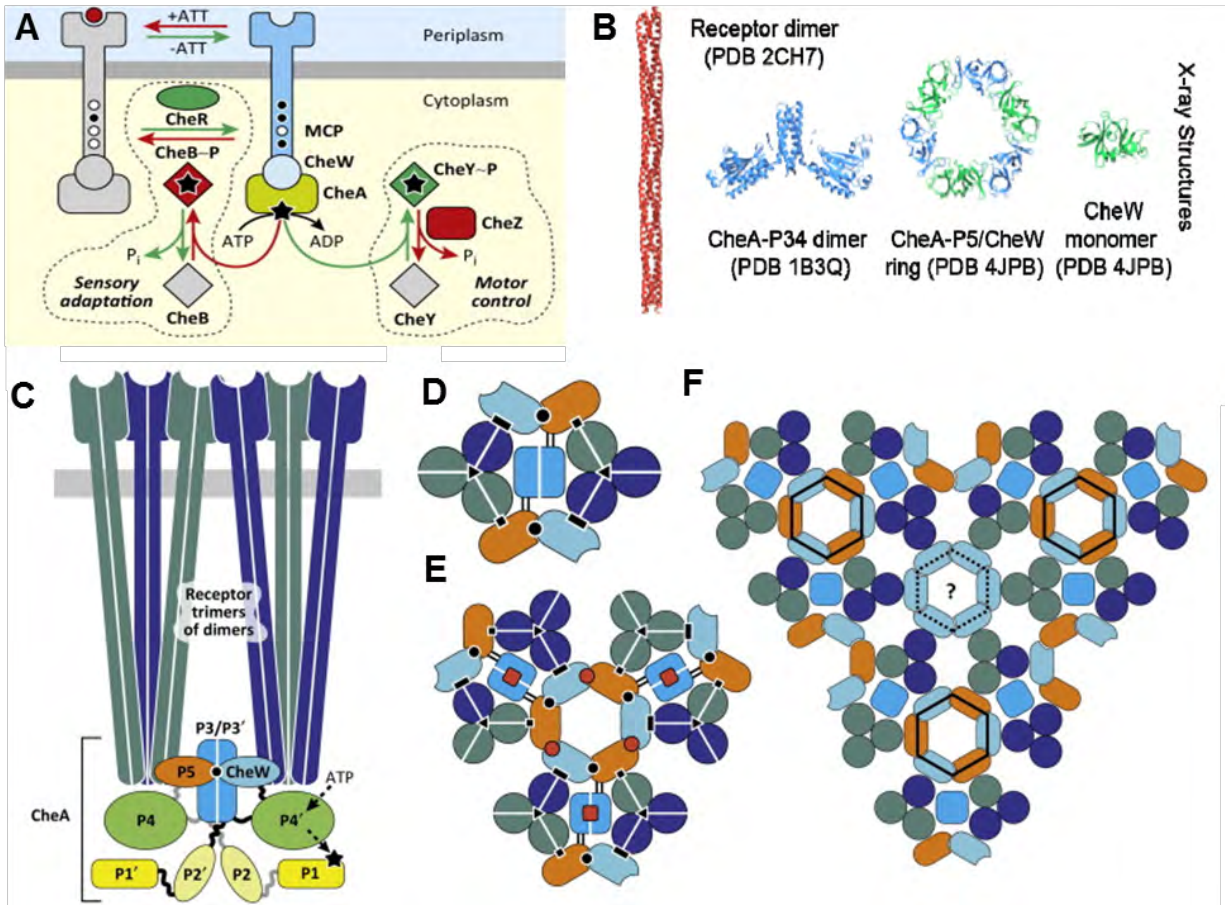 A
+ATT
-ATT
Periplasm
Cytoplasm
CheR
CheB~P
MCP
CheW
CheA
CheY~P
CheZ
ATP
ADP
Pi
Pi
Sensory
adaptation
Motor
control
CheB
CheY
B
Receptor dimer
(PDB 2CH7)
CheA-P34 dimer
(PDB 1B3Q)
CheA-P5/CheW
ring (PDB 4JPB)
CheW
monomer
(PDB 4JPB)
X-ray Structures
C
Receptor
trimers
of dimers
P3/P3′
P5
CheW
ATP
CheA
P4
P4′
P1′
P2′
P2
P1
D
E
F
?